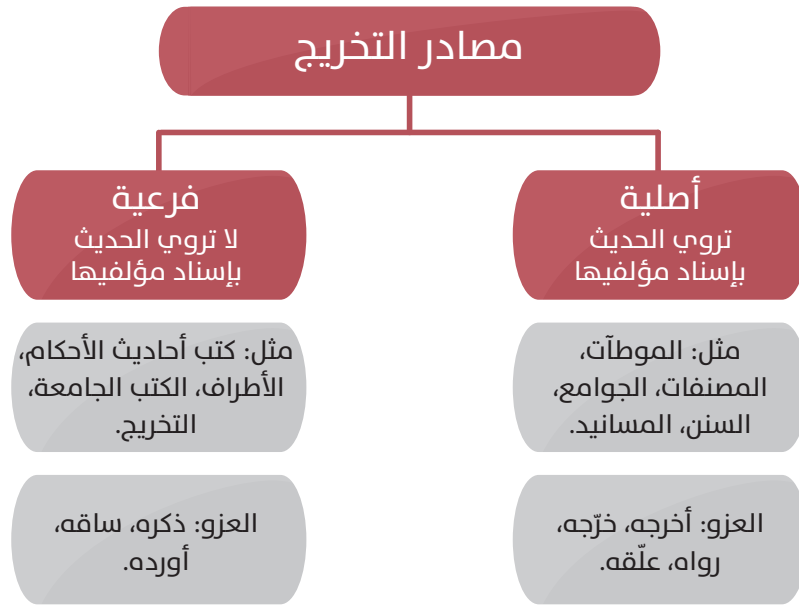 مصادر التخريج
أصلية
تروي الحديث
بإسناد مؤلفيها
مثل: الموطآت،
المصنفات، الجوامع،
السنن، المسانيد.
العزو: أخرجه، خرّجه،
رواه، علّقه.
فرعية
لا تروي الحديث
بإسناد مؤلفيها
مثل: كتب أحاديث الأحكام،
الأطراف، الكتب الجامعة،
التخريج.
العزو: ذكره، ساقه،
أورده.